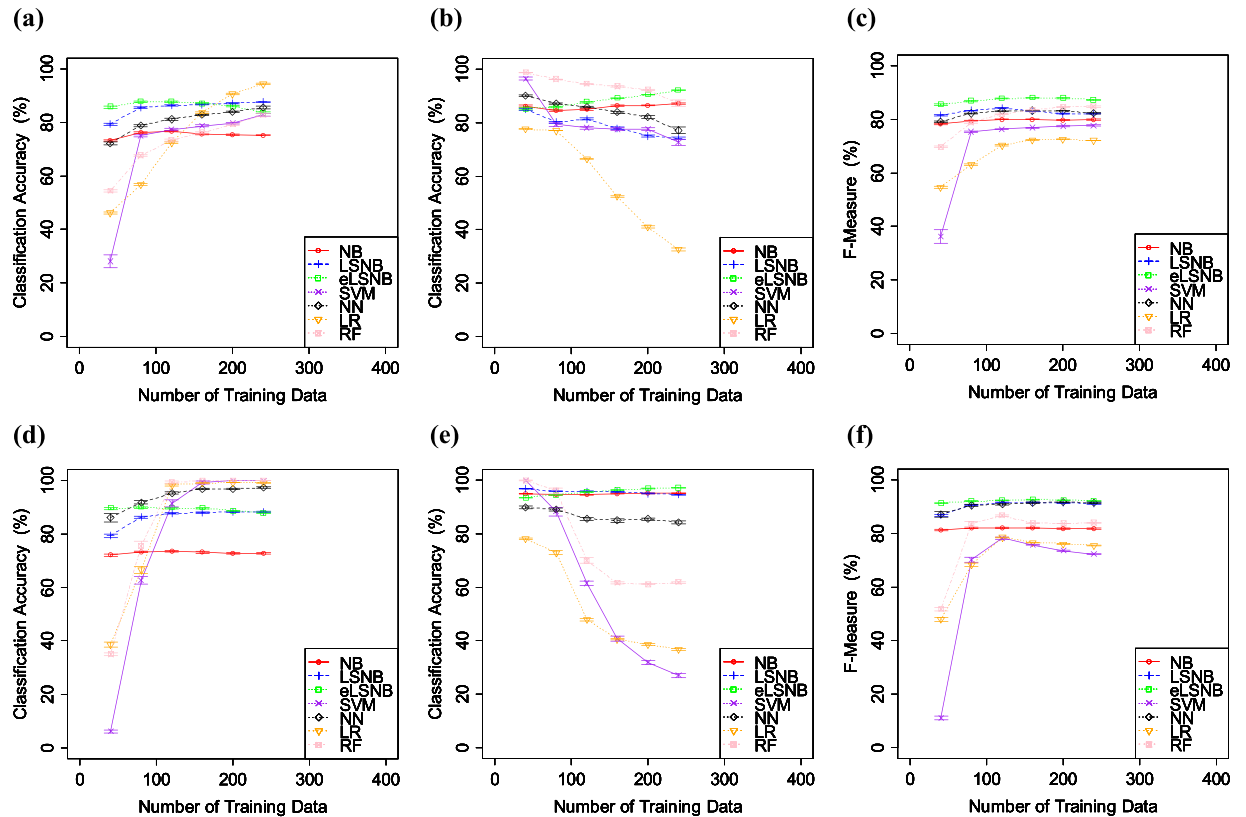 (a)
Classification Accuracy (%)
0 20 40 60 80 100
0 100 200 300 400
Number of Training Data
NB
LSNB
eLSNB
SVM
NN
LR
RF
(b)
Classification Accuracy (%)
0 20 40 60 80 100
0 100 200 300 400
Number of Training Data
NB
LSNB
eLSNB
SVM
NN
LR
RF
(c)
F-Measure (%)
0 20 40 60 80 100
0 100 200 300 400
Number of Training Data
NB
LSNB
eLSNB
SVM
NN
LR
RF
(d)
Classification Accuracy (%)
0 20 40 60 80 100
0 100 200 300 400
Number of Training Data
NB
LSNB
eLSNB
SVM
NN
LR
RF
(e)
Classification Accuracy (%)
0 20 40 60 80 100
0 100 200 300 400
Number of Training Data
NB
LSNB
eLSNB
SVM
NN
LR
RF
(f)
F-Measure (%)
0 20 40 60 80 100
0 100 200 300 400
Number of Training Data
NB
LSNB
eLSNB
SVM
NN
LR
RF